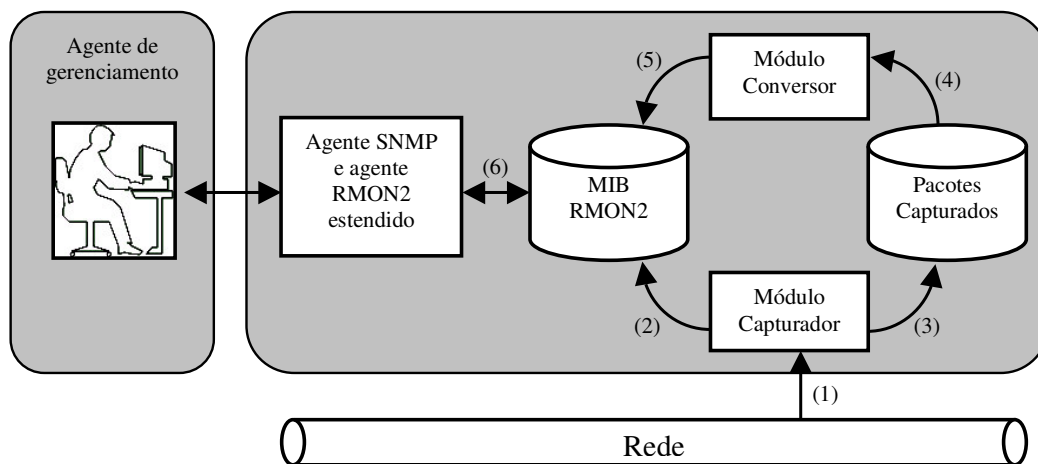 Agente de
gerenciamento
Agente SNMP
e agente
RMON2
estendido
(6)
MIB
RMON2
(5)
Módulo
Conversor
(4)
Pacotes
Capturados
(2)
Módulo
Capturador
(3)
(1)
Rede